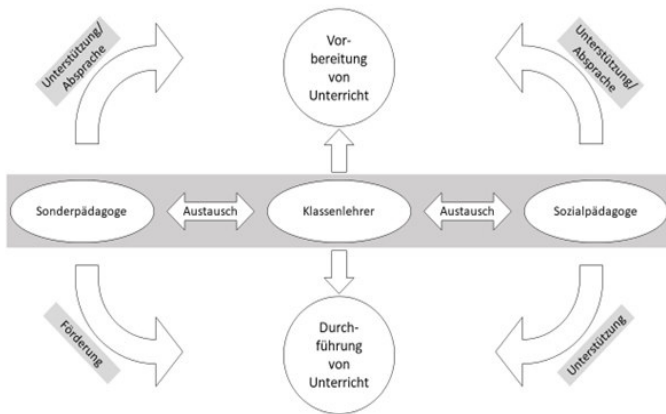 Unterstützung/
Absprache
Vor-
bereitung
von
Unterricht
Unterstützung/
Absprache
Sonderpädagoge
Austausch
Klassenlehrer
Austausch
Sozialpädagoge
Förderung
Durch-
führung von
Unterricht
Unterstützung